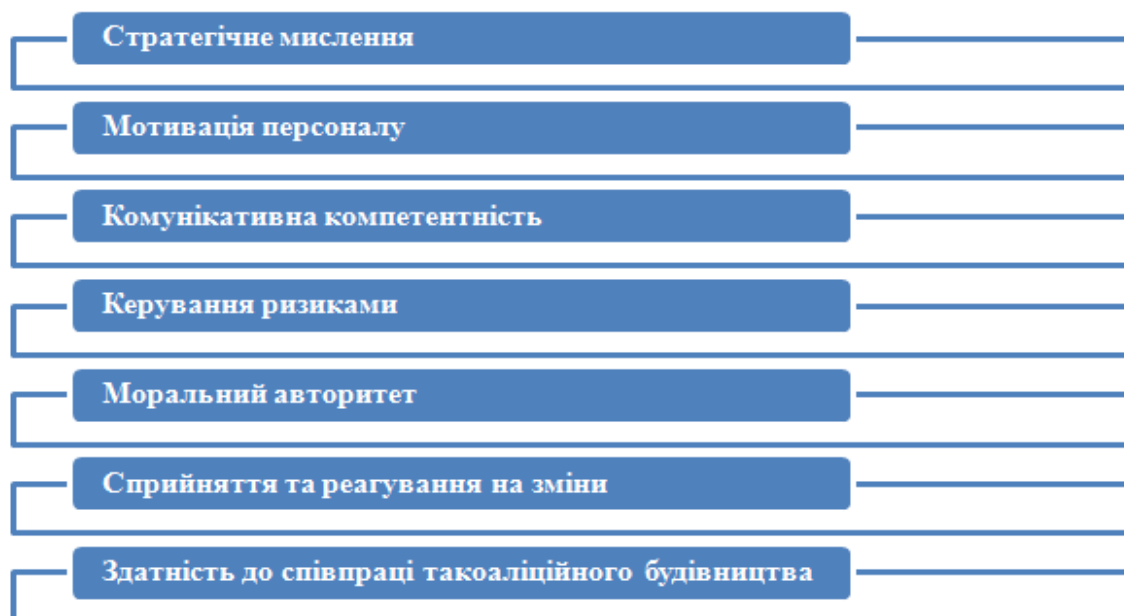 Стратегічне мислення
Мотивація персоналу
Комунікативна компетентність
Керування ризиками
Моральний авторитет
Сприйняття та реагування на зміни
Здатність до співпраці такоаліційного будівництва